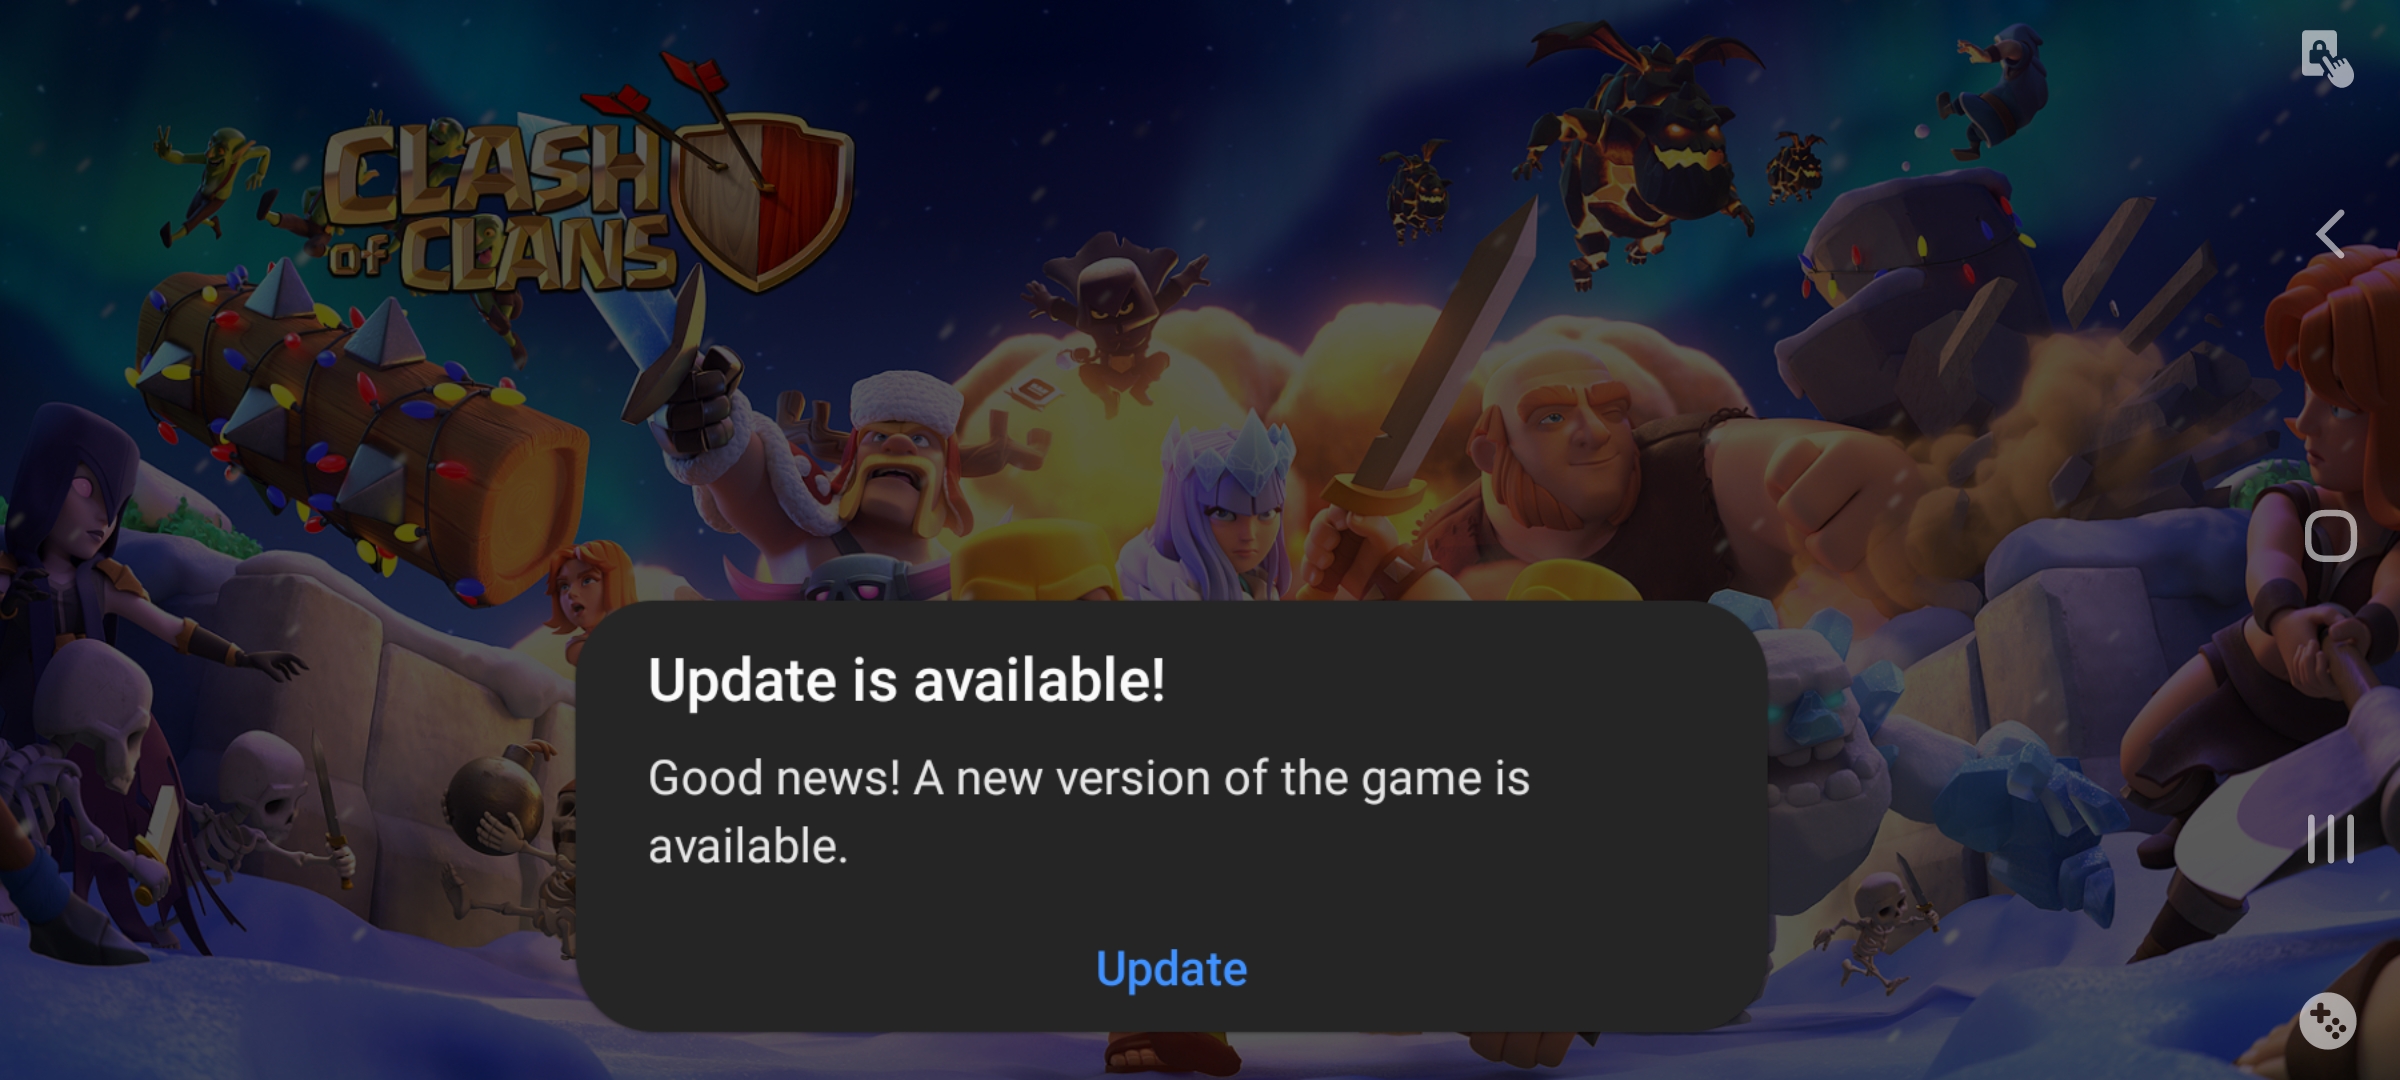 CLASH
of CLANS
Update is available!
Good news! A new version of the game is
available.
Update